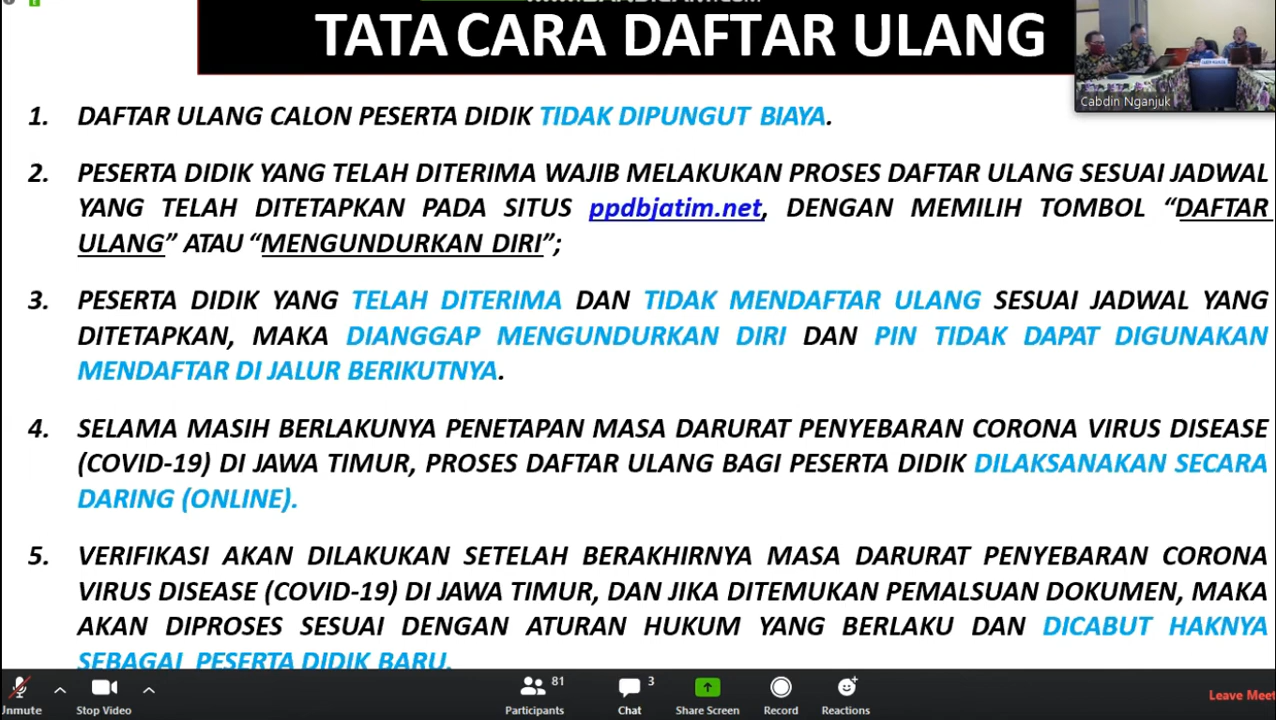 TATA CARA DAFTAR ULANG
Cabdin Nganjuk
1. DAFTAR ULANG CALON PESERTA DIDIK TIDAK DIPUNGUT BIAYA.
2. PESERTA DIDIK YANG TELAH DITERIMA WAJIB MELAKUKAN PROSES DAFTAR ULANG SESUAI JADWAL
YANG TELAH DITETAPKAN PADA SITUS ppdbjatim.net, DENGAN MEMILIH TOMBOL “DAFTAR
ULANG” ATAU “MENGUNDURKAN DIRI”;
3. PESERTA DIDIK YANG TELAH DITERIMA DAN TIDAK MENDAFTAR ULANG SESUAI JADWAL YANG
DITETAPKAN, MAKA DIANGGAP MENGUNDURKAN DIRI DAN PIN TIDAK DAPAT DIGUNAKAN
MENDAFTAR DI JALUR BERIKUTNYA.
4. SELAMA MASIH BERLAKUNYA PENETAPAN MASA DARURAT PENYEBARAN CORONA VIRUS DISEASE
(COVID-19) DI JAWA TIMUR, PROSES DAFTAR ULANG BAGI PESERTA DIDIK DILAKSANAKAN SECARA
DARING (ONLINE).
5. VERIFIKASI AKAN DILAKUKAN SETELAH BERAKHIRNYA MASA DARURAT PENYEBARAN CORONA
VIRUS DISEASE (COVID-19) DI JAWA TIMUR, DAN JIKA DITEMUKAN PEMALSUAN DOKUMEN, MAKA
AKAN DIPROSES SESUAI DENGAN ATURAN HUKUM YANG BERLAKU DAN DICABUT HAKNYA
SEBAGAI PESERTA DIDIK BARU.
81
3
Unmute
Stop Video
Participants
Chat
Share Screen
Record
Reactions
Leave Meet